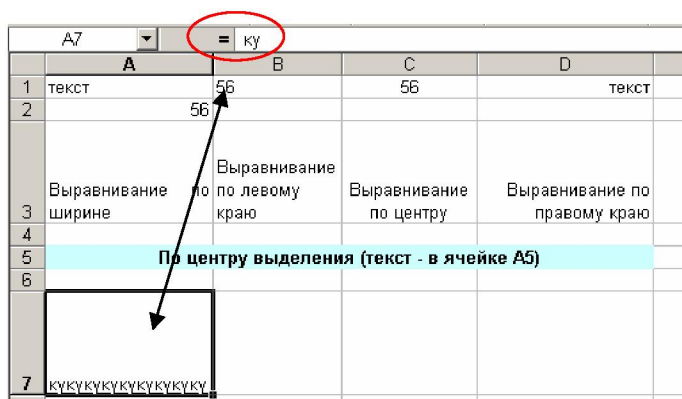 A7 = ку
A B C D
1 текст 56 56 текст
2 56
3 Выравнивание по ширине Выравнивание по левому краю Выравнивание по центру Выравнивание по правому краю
4
5 По центру выделения (текст - в ячейке А5)
6
7 кукукукукукукукуку